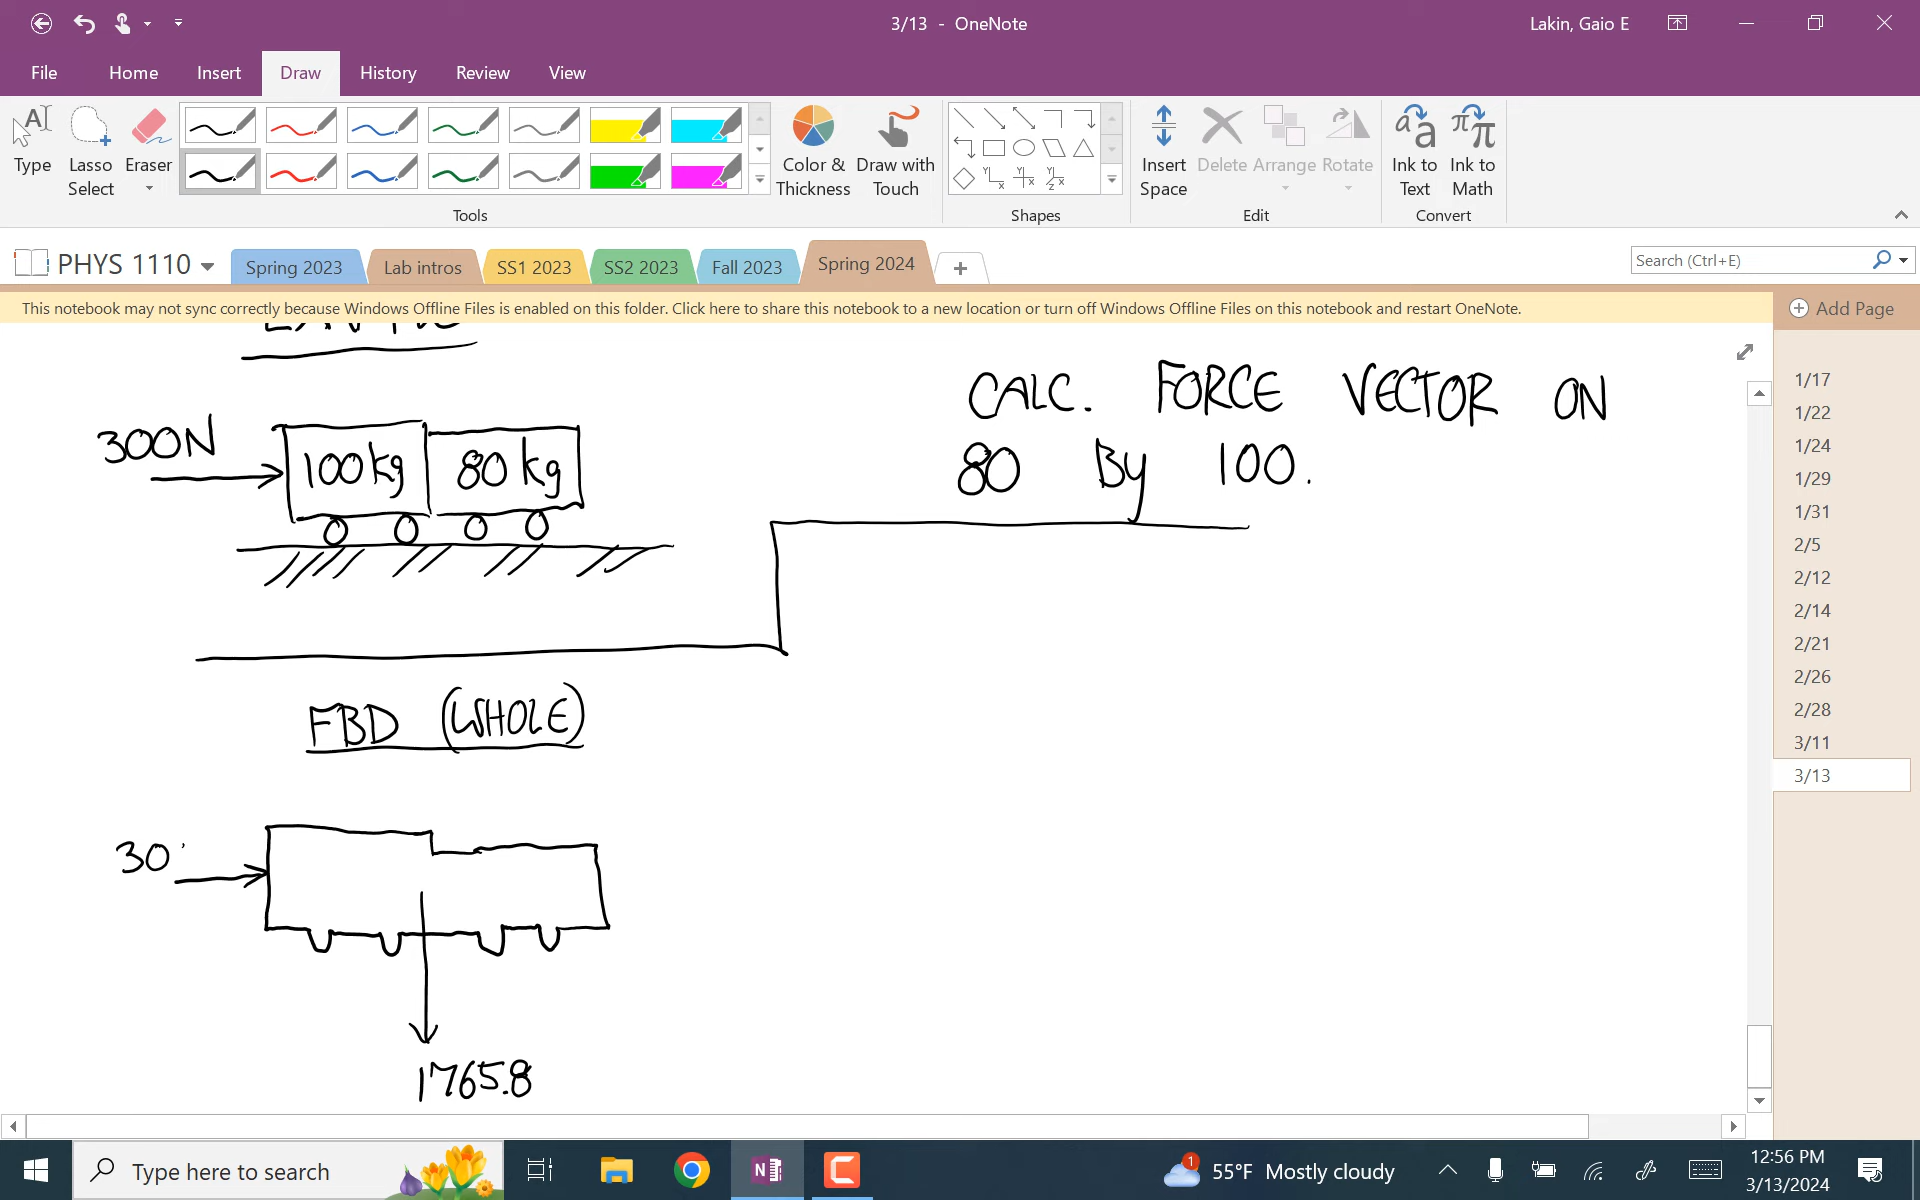 3/13 - OneNote
Lakin, Gaio E
File Home Insert Draw History Review View
Type
Lasso Select
Eraser
Color & Thickness
Draw with Touch
Insert Space
Delete
Arrange
Rotate
Ink to Text
Ink to Math
Tools
Shapes
Edit
Convert
PHYS 1110
Spring 2023 Lab intros SS1 2023 SS2 2023 Fall 2023 Spring 2024
Search (Ctrl+E)
This notebook may not sync correctly because Windows Offline Files is enabled on this folder. Click here to share this notebook to a new location or turn off Windows Offline Files on this notebook and restart OneNote.
Add Page
1/17
1/22
1/24
1/29
1/31
2/5
2/12
2/14
2/21
2/26
2/28
3/11
3/13
CALC. FORCE VECTOR ON
80 By 100.
300N
100kg 80 kg
FBD (WHOLE)
30
1765.8
Type here to search
1
55°F Mostly cloudy
12:56 PM
3/13/2024